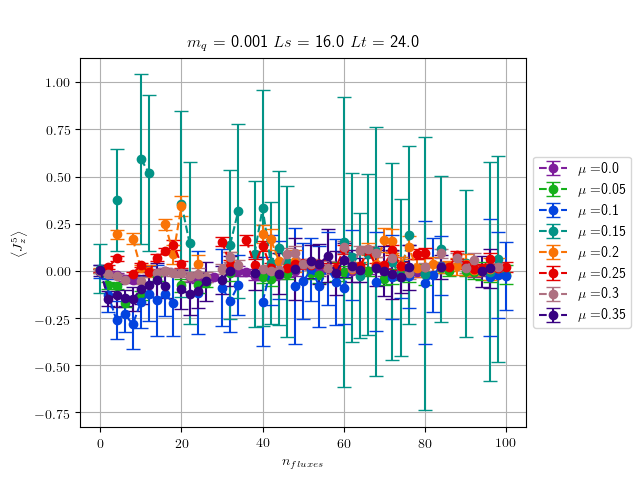 m_q = 0.001 Ls = 16.0 Lt = 24.0
1.00
0.75
0.50
0.25
0.00
−0.25
−0.50
−0.75
⟨J_z^5⟩
0 20 40 60 80 100
n_fluxes
μ =0.0
μ =0.05
μ =0.1
μ =0.15
μ =0.2
μ =0.25
μ =0.3
μ =0.35